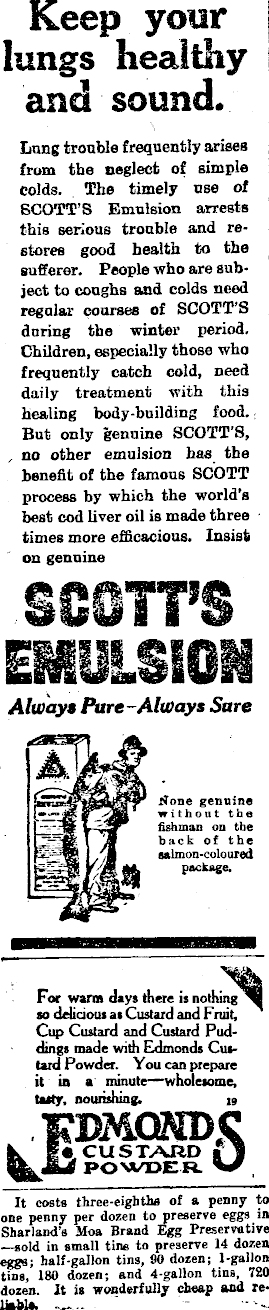 Keep your
lungs healthy
and sound.
Lung trouble frequently arises
from the neglect of simple
colds. The timely use of
SCOTT'S Emulsion arrests
this serious trouble and re-
stores good health to the
sufferer. People who are sub-
ject to coughs and colds need
regular courses of SCOTT'S
during the winter period.
Children, especially those who
frequently catch cold, need
daily treatment with this
healing body-building food.
But only genuine SCOTT'S,
no other emulsion has the
benefit of the famous SCOTT
process by which the world's
best cod liver oil is made three
times more efficacious. Insist
on genuine
SCOTT'S
EMULSION
Always Pure-Always Sure
None genuine
without the
fishman on the
back of the
salmon-coloured
package.
For warm days there is nothing
so delicious as Custard and Fruit,
Cup Custard and Custard Pud-
dings made with Edmonds Cus-
tard Powder. You can prepare
it in a minute—wholesome,
tasty, nourishing. 19
EDMONDS
CUSTARD
POWDER
It costs three-eighths of a penny to
one penny per dozen to preserve eggs in
Sharland's Moa Brand Egg Preservative
—sold in small tins to preserve 14 dozen
eggs; half-gallon tins, 90 dozen; 1-gallon
tins, 180 dozen; and 4-gallon tins, 720
dozen. It is wonderfully cheap and re-
liable.